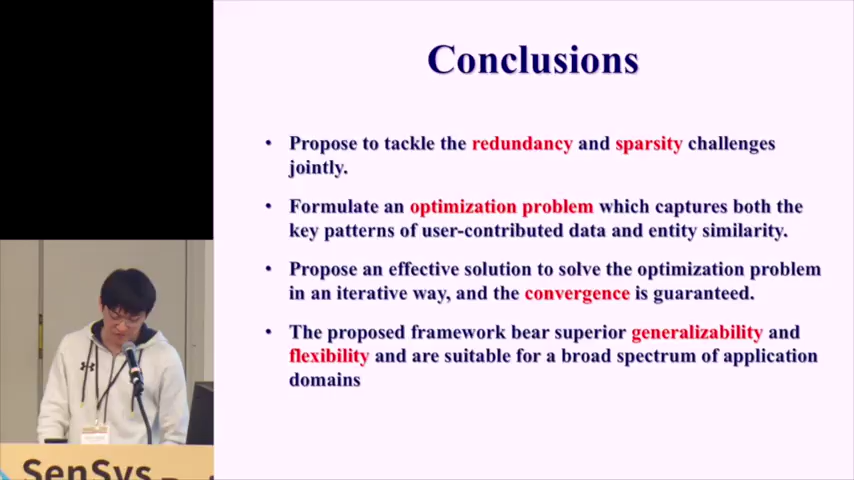 Conclusions
• Propose to tackle the redundancy and sparsity challenges
jointly.
• Formulate an optimization problem which captures both the
key patterns of user-contributed data and entity similarity.
• Propose an effective solution to solve the optimization problem
in an iterative way, and the convergence is guaranteed.
• The proposed framework bear superior generalizability and
flexibility and are suitable for a broad spectrum of application
domains
SenSys